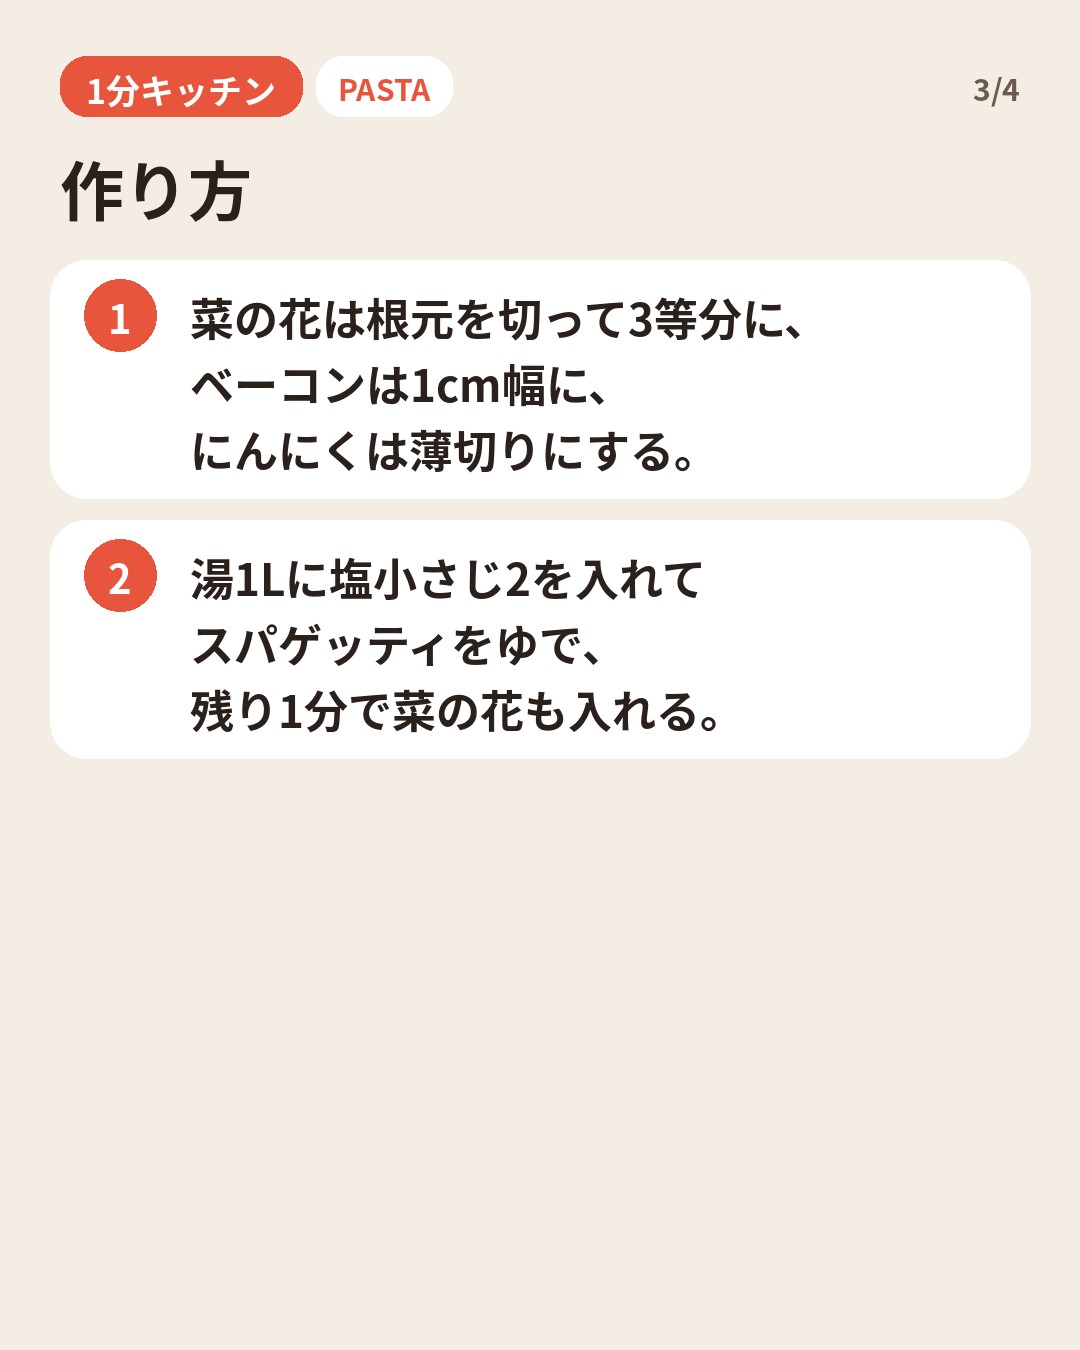 1分キッチン
PASTA
3/4
作り方
1
菜の花は根元を切って3等分に、
ベーコンは1cm幅に、
にんにくは薄切りにする。
2
湯1Lに塩小さじ2を入れて
スパゲッティをゆで、
残り1分で菜の花も入れる。